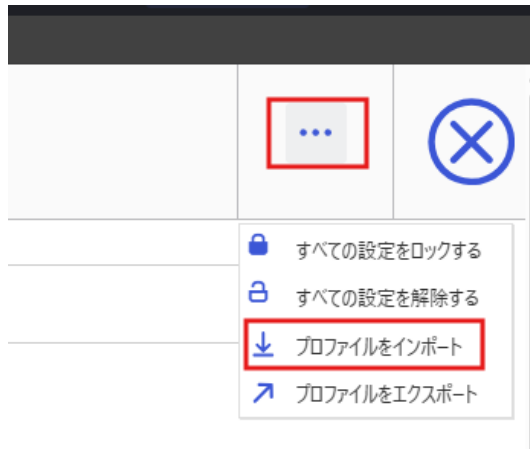 すべての設定をロックする
すべての設定を解除する
プロファイルをインポート
プロファイルをエクスポート